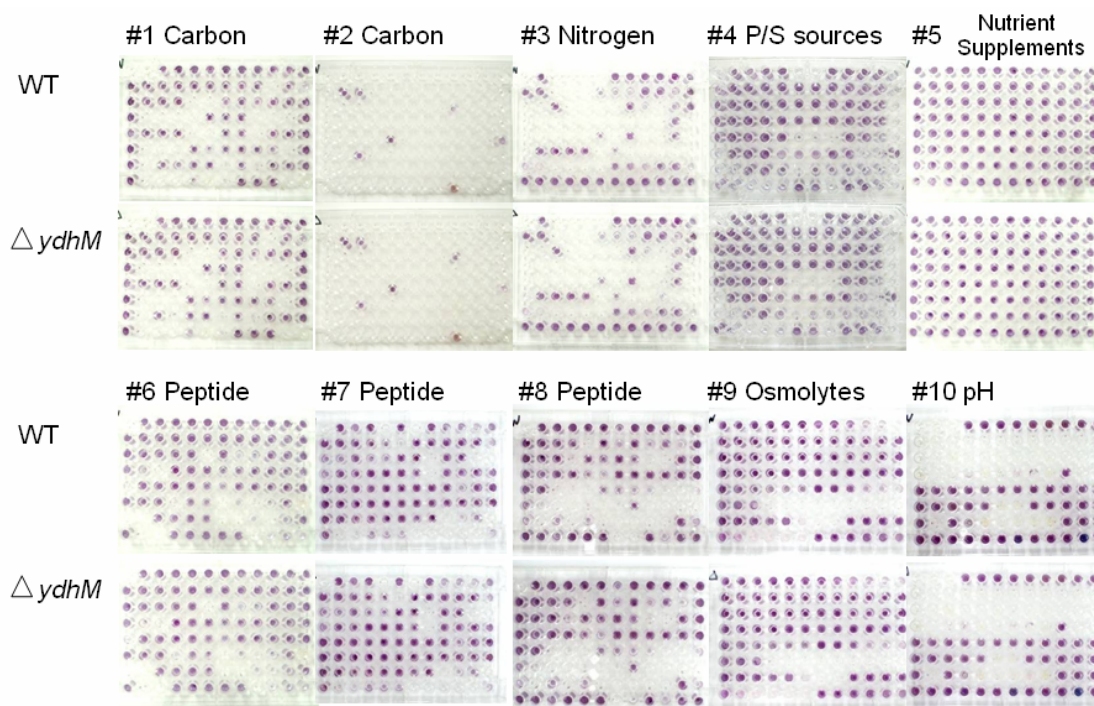 #1 Carbon
#2 Carbon
#3 Nitrogen
#4 P/S sources
#5 Nutrient Supplements
WT
△ ydhM
#6 Peptide
#7 Peptide
#8 Peptide
#9 Osmolytes
#10 pH
WT
△ ydhM